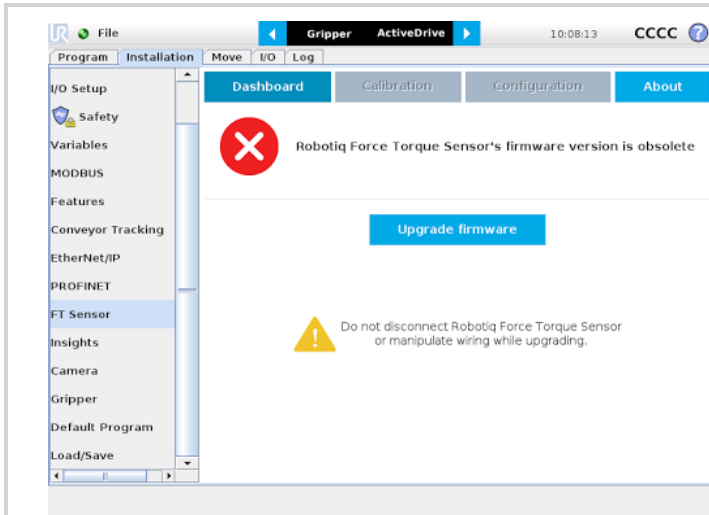 UR File Gripper ActiveDrive 10:08:13 CCCC ?
Program Installation Move I/O Log
I/O Setup
Safety
Variables
MODBUS
Features
Conveyor Tracking
EtherNet/IP
PROFINET
FT Sensor
Insights
Camera
Gripper
Default Program
Load/Save
Dashboard Calibration Configuration About
Robotiq Force Torque Sensor's firmware version is obsolete
Upgrade firmware
Do not disconnect Robotiq Force Torque Sensor
or manipulate wiring while upgrading.